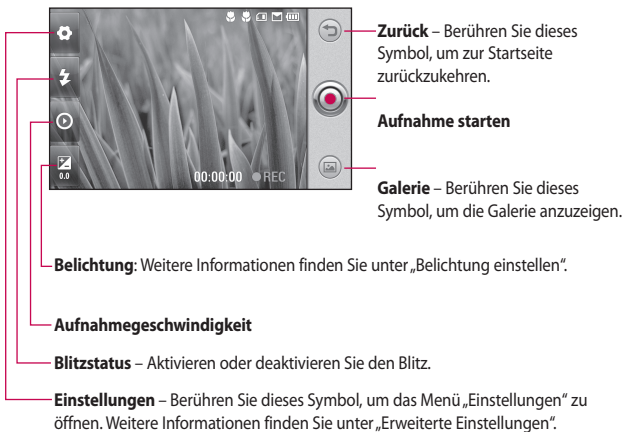 Zurück – Berühren Sie dieses
Symbol, um zur Startseite
zurückzukehren.
Aufnahme starten
0.0
00:00:00 REC
Galerie – Berühren Sie dieses
Symbol, um die Galerie anzuzeigen.
Belichtung: Weitere Informationen finden Sie unter „Belichtung einstellen“.
Aufnahmegeschwindigkeit
Blitzstatus – Aktivieren oder deaktivieren Sie den Blitz.
Einstellungen – Berühren Sie dieses Symbol, um das Menü „Einstellungen“ zu
öffnen. Weitere Informationen finden Sie unter „Erweiterte Einstellungen“.